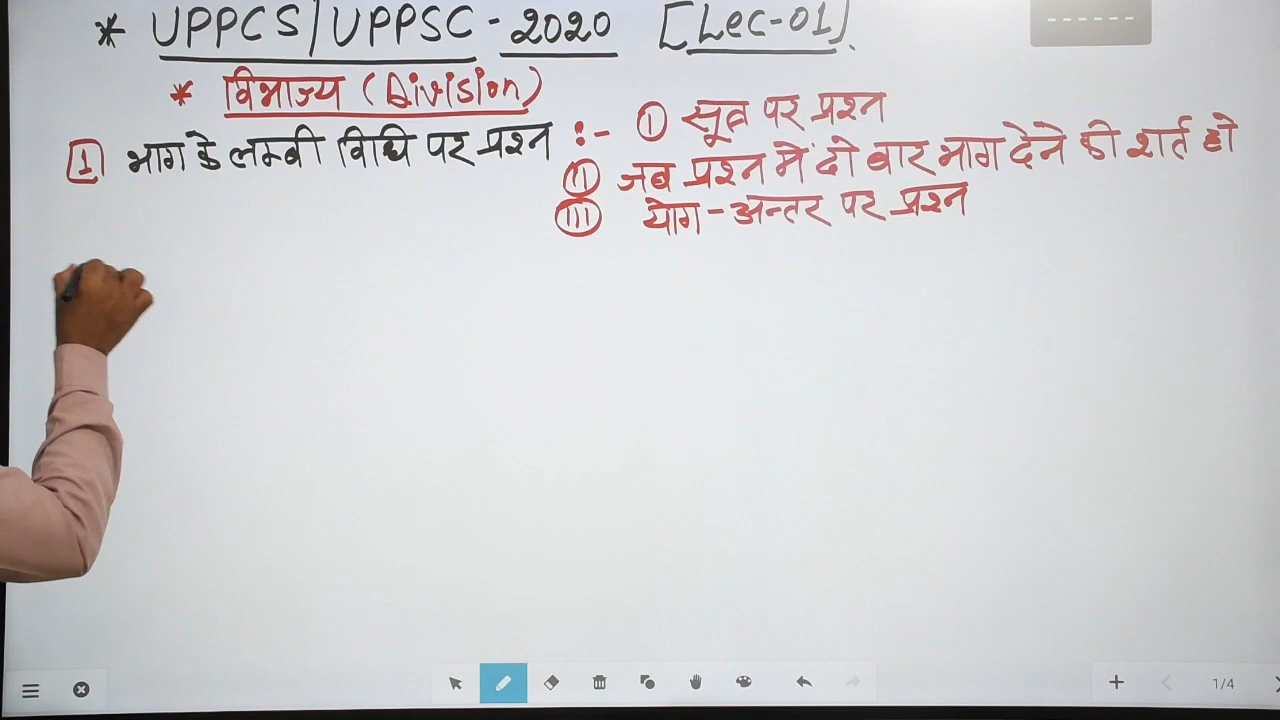 * UPPCS/UPPSC - 2020 [Lec-01].
* विभाज्य (Division)
1 भाग के लम्बी विधि पर प्रश्न :- (I) सूत्र पर प्रश्न
(II) जब प्रश्न में दो बार भाग देने की शर्त हो
(III) योग - अन्तर पर प्रश्न
1/4